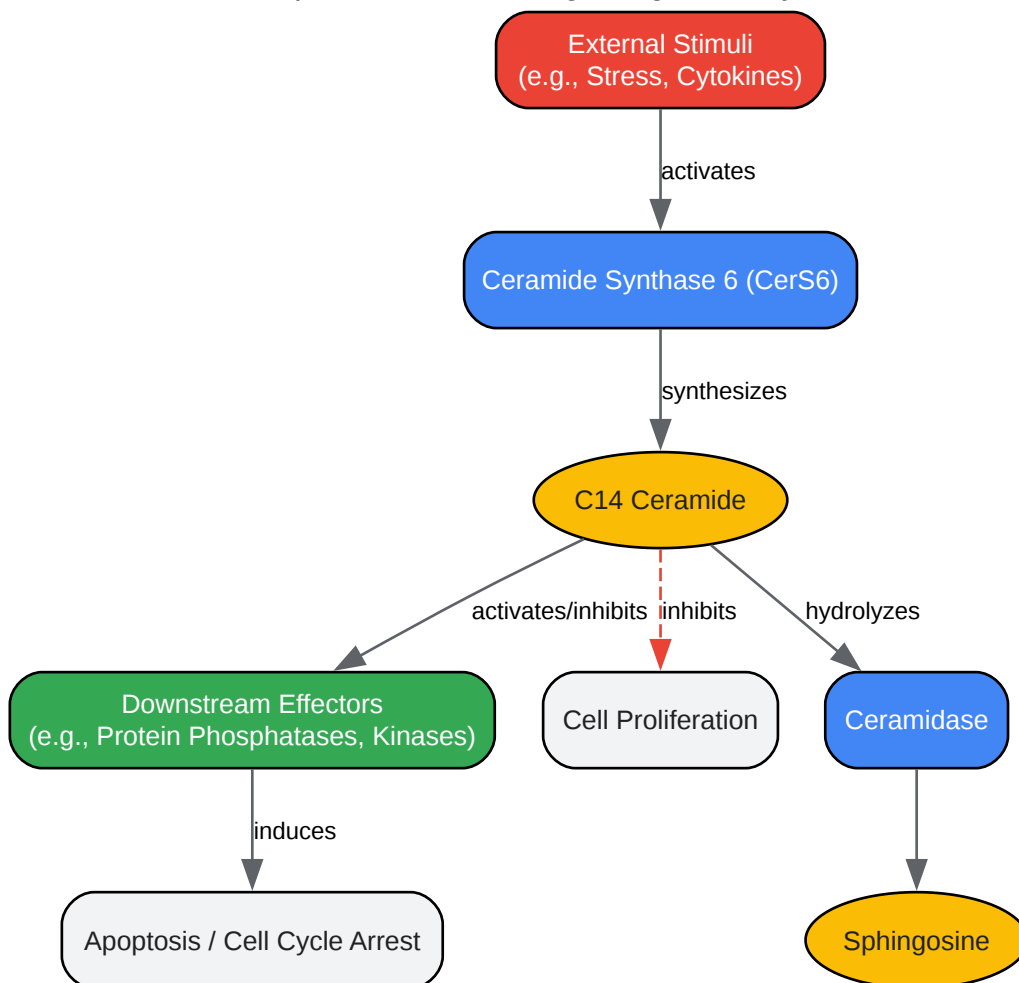 External Stimuli
(e.g., Stress, Cytokines)
activates
Ceramide Synthase 6 (CerS6)
synthesizes
C14 Ceramide
activates/inhibits
inhibits
hydrolyzes
Downstream Effectors
(e.g., Protein Phosphatases, Kinases)
Cell Proliferation
Ceramidase
induces
Apoptosis / Cell Cycle Arrest
Sphingosine